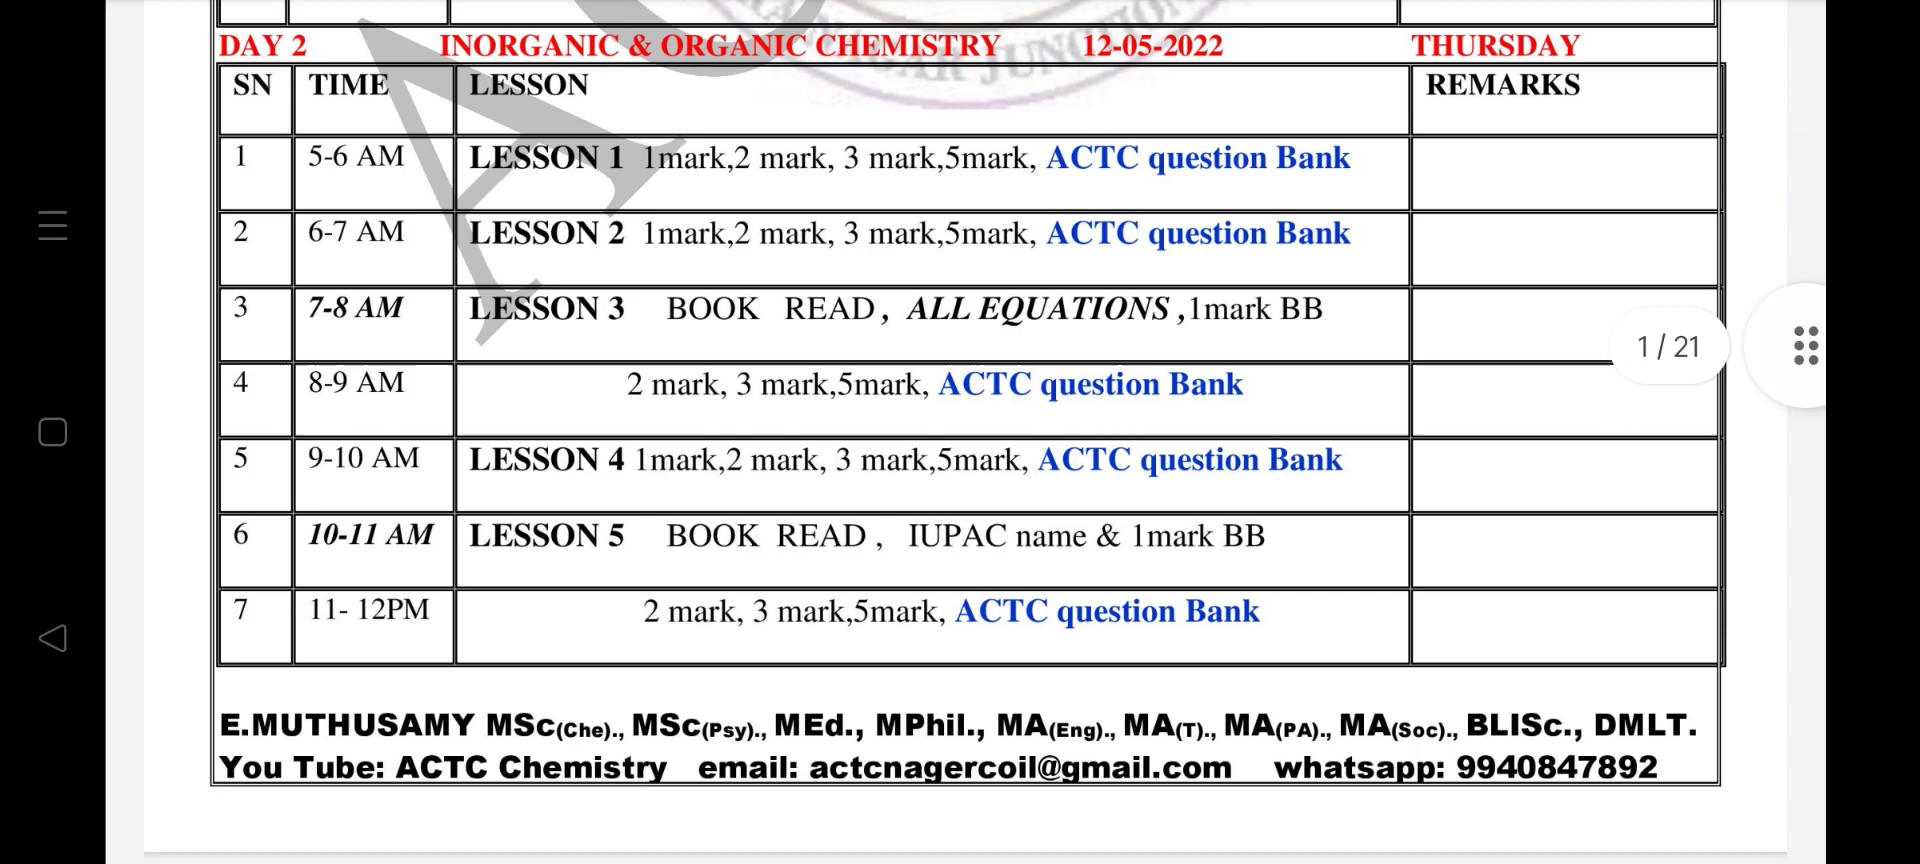 DAY 2 INORGANIC & ORGANIC CHEMISTRY 12-05-2022 THURSDAY
SN TIME LESSON REMARKS
1 5-6 AM LESSON 1 1mark,2 mark, 3 mark,5mark, ACTC question Bank
2 6-7 AM LESSON 2 1mark,2 mark, 3 mark,5mark, ACTC question Bank
3 7-8 AM LESSON 3 BOOK READ, ALL EQUATIONS ,1mark BB
1 / 21
4 8-9 AM 2 mark, 3 mark,5mark, ACTC question Bank
5 9-10 AM LESSON 4 1mark,2 mark, 3 mark,5mark, ACTC question Bank
6 10-11 AM LESSON 5 BOOK READ , IUPAC name & 1mark BB
7 11- 12PM 2 mark, 3 mark,5mark, ACTC question Bank
E.MUTHUSAMY MSc(Che)., MSc(Psy)., MEd., MPhil., MA(Eng)., MA(T)., MA(PA)., MA(Soc)., BLISc., DMLT.
You Tube: ACTC Chemistry email: actcnagercoil@gmail.com whatsapp: 9940847892